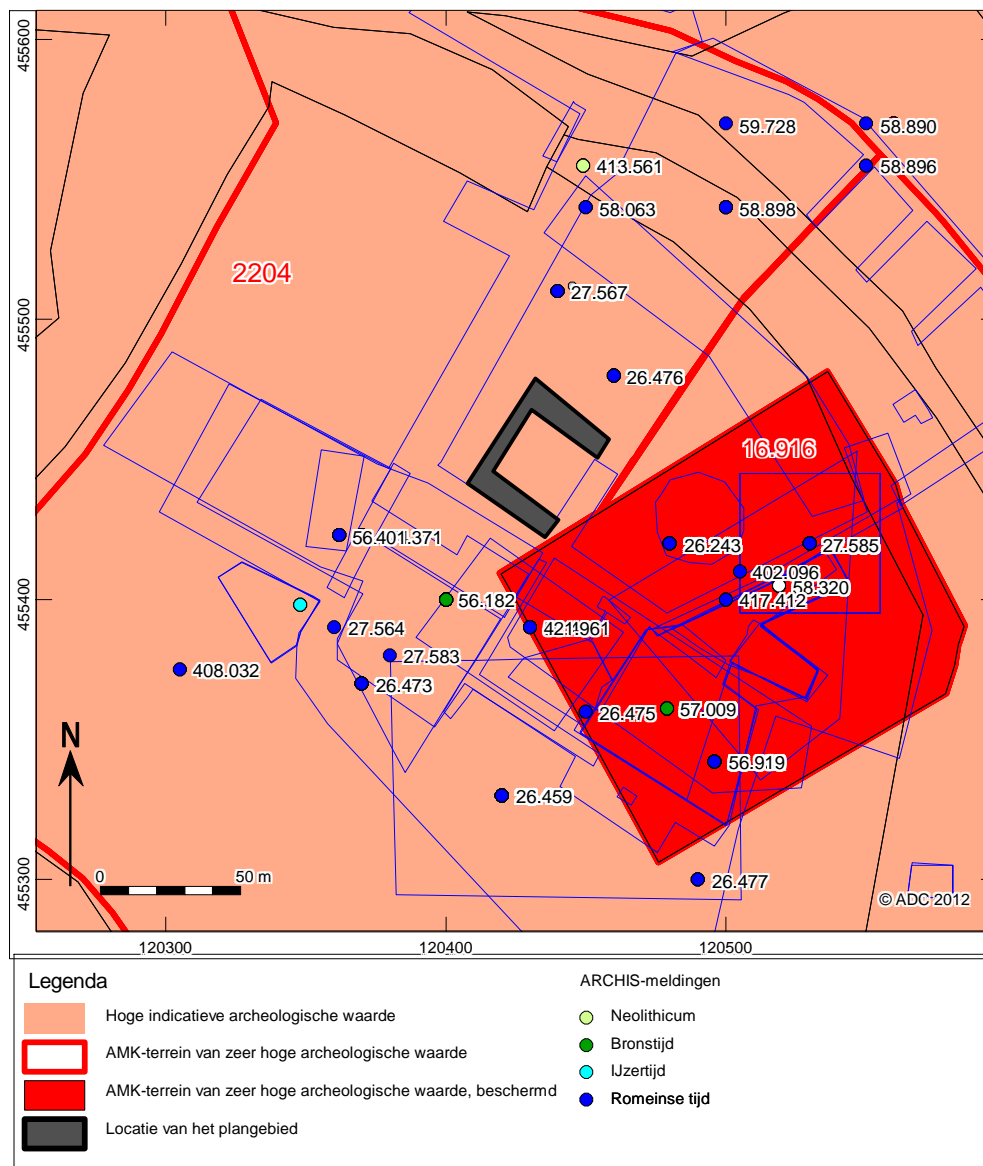 455600
59.728
58.890
413.561
58.896
58.063
58.898
2204
27.567
455500
26.476
16.916
56.401
1.371
26.243
27.585
402.096
58.320
455400
56.182
417.412
27.564
1.961
27.583
408.032
26.473
26.475
57.009
N
56.919
26.459
0
50 m
455300
26.477
© ADC 2012
120300
120400
120500
Legenda
Hoge indicatieve archeologische waarde
AMK-terrein van zeer hoge archeologische waarde
AMK-terrein van zeer hoge archeologische waarde, beschermd
Locatie van het plangebied
ARCHIS-meldingen
Neolithicum
Bronstijd
IJzertijd
Romeinse tijd